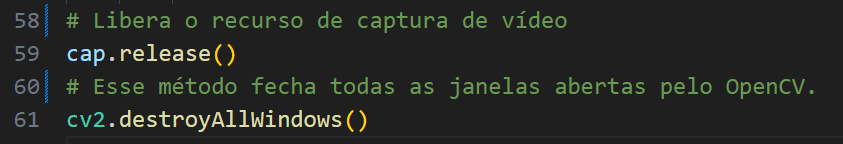 58 # Libera o recurso de captura de vídeo
59 cap.release()
60 # Esse método fecha todas as janelas abertas pelo OpenCV.
61 cv2.destroyAllWindows()